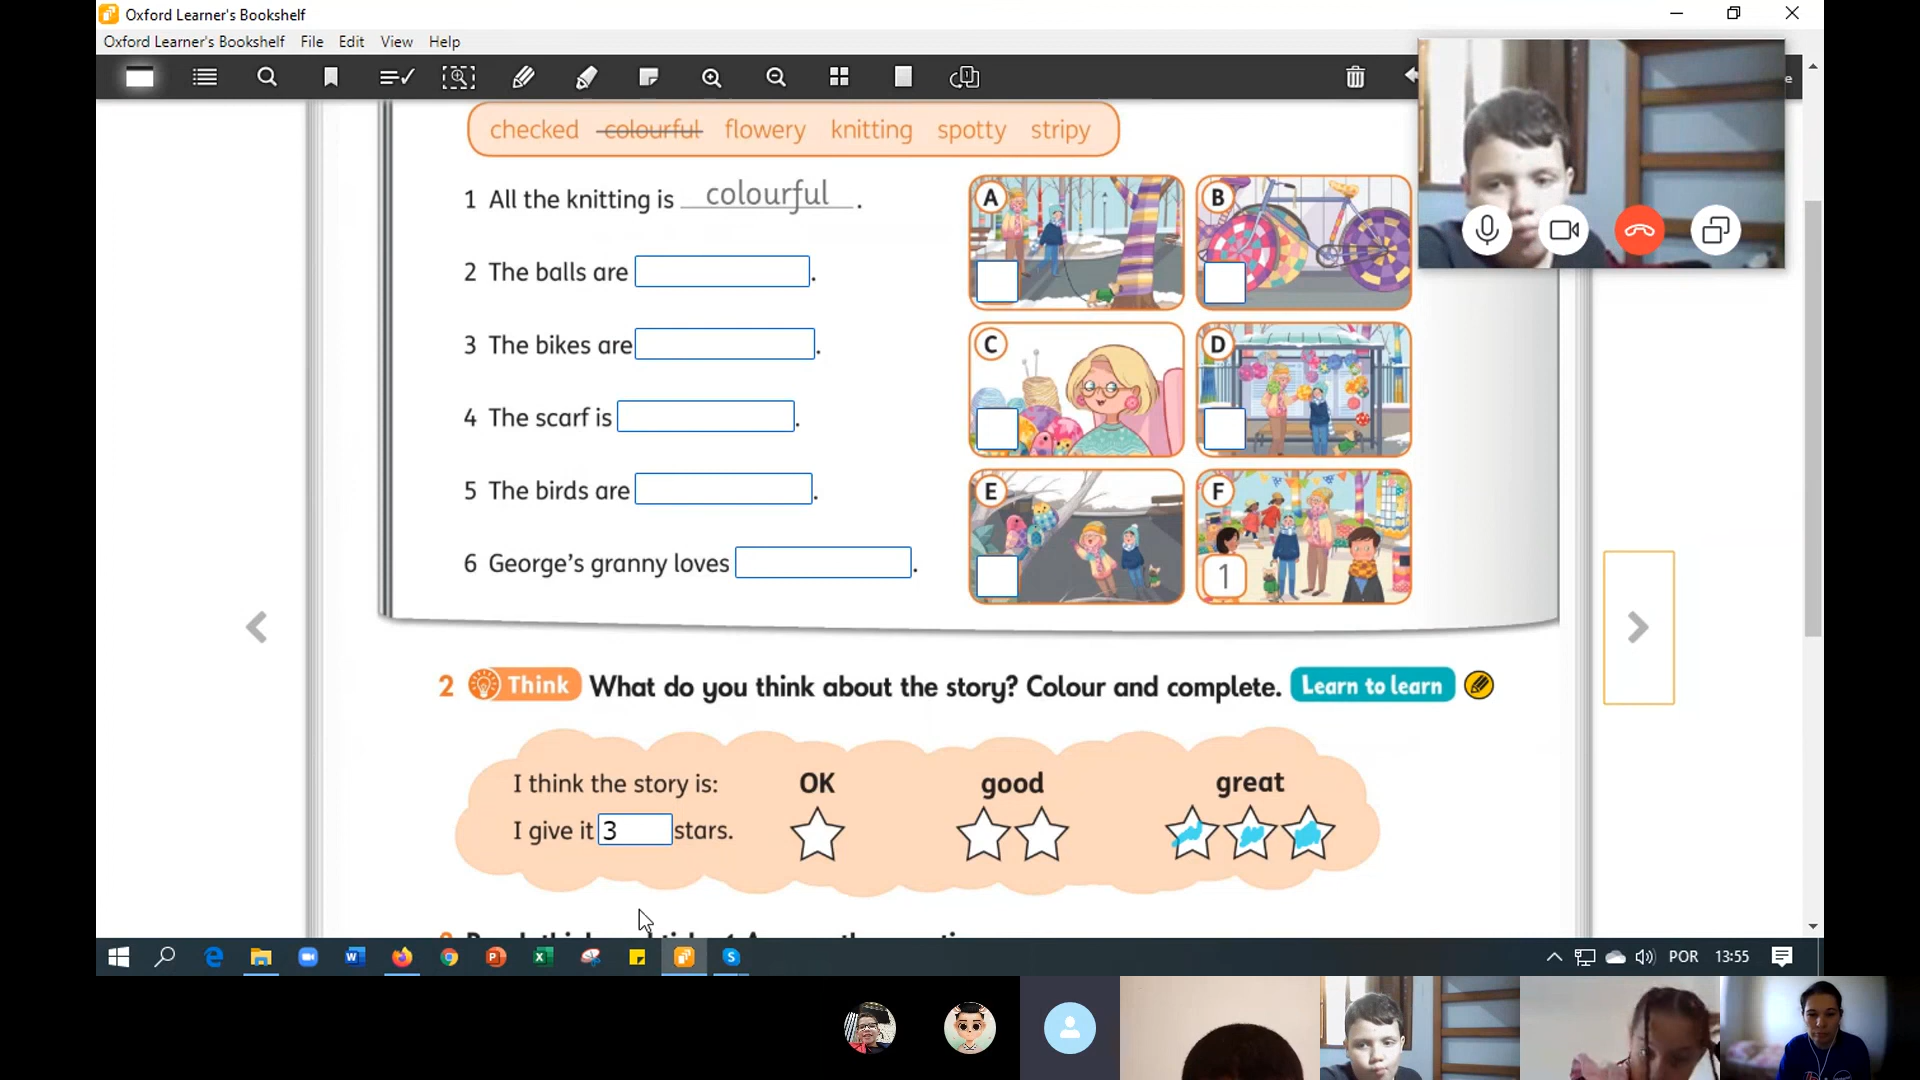 Oxford Learner's Bookshelf
Oxford Learner's Bookshelf File Edit View Help
checked colourful flowery knitting spotty stripy
1 All the knitting is colourful.
2 The balls are .
3 The bikes are .
4 The scarf is .
5 The birds are .
6 George's granny loves .
A
B
C
D
E
F
1
2 Think What do you think about the story? Colour and complete. Learn to learn
I think the story is: OK good great
I give it 3 stars.
POR 13:55